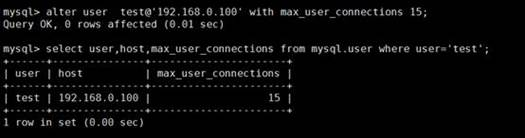 mysql> alter user  test@'192.168.0.100' with max_user_connections 15;
Query OK, 0 rows affected (0.01 sec)
mysql> select user,host,max_user_connections from mysql.user where user='test';
+------+---------------+----------------------+
| user | host          | max_user_connections |
+------+---------------+----------------------+
| test | 192.168.0.100 |                   15 |
+------+---------------+----------------------+
1 row in set (0.00 sec)